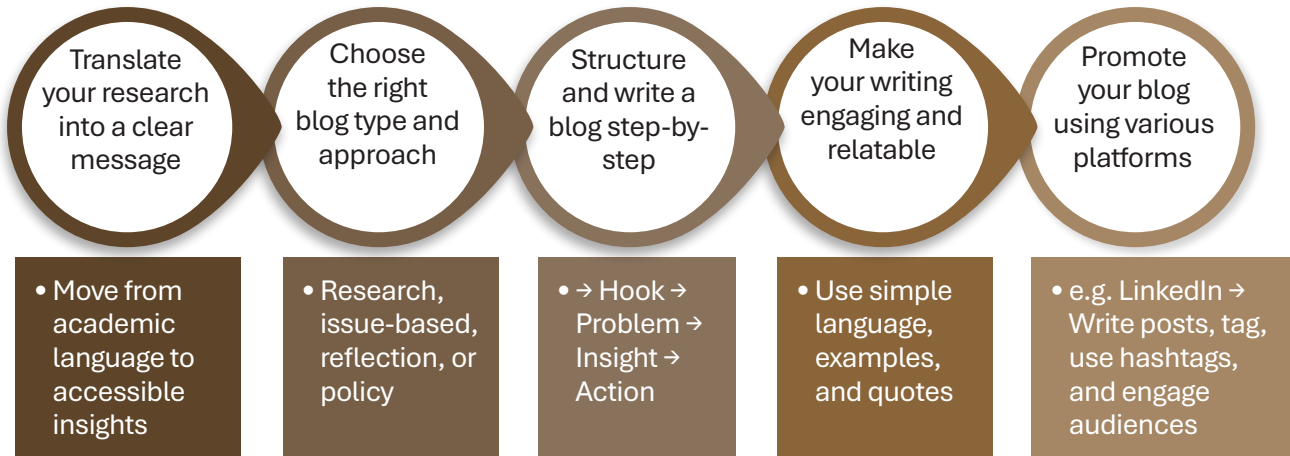 Translate
your research
into a clear
message
Choose
the right
blog type and
approach
Structure
and write a
blog step-by-
step
Make
your writing
engaging and
relatable
Promote
your blog
using various
platforms
• Move from
academic
language to
accessible
insights
• Research,
issue-based,
reflection, or
policy
• → Hook →
Problem →
Insight →
Action
• Use simple
language,
examples,
and quotes
• e.g. LinkedIn →
Write posts, tag,
use hashtags,
and engage
audiences